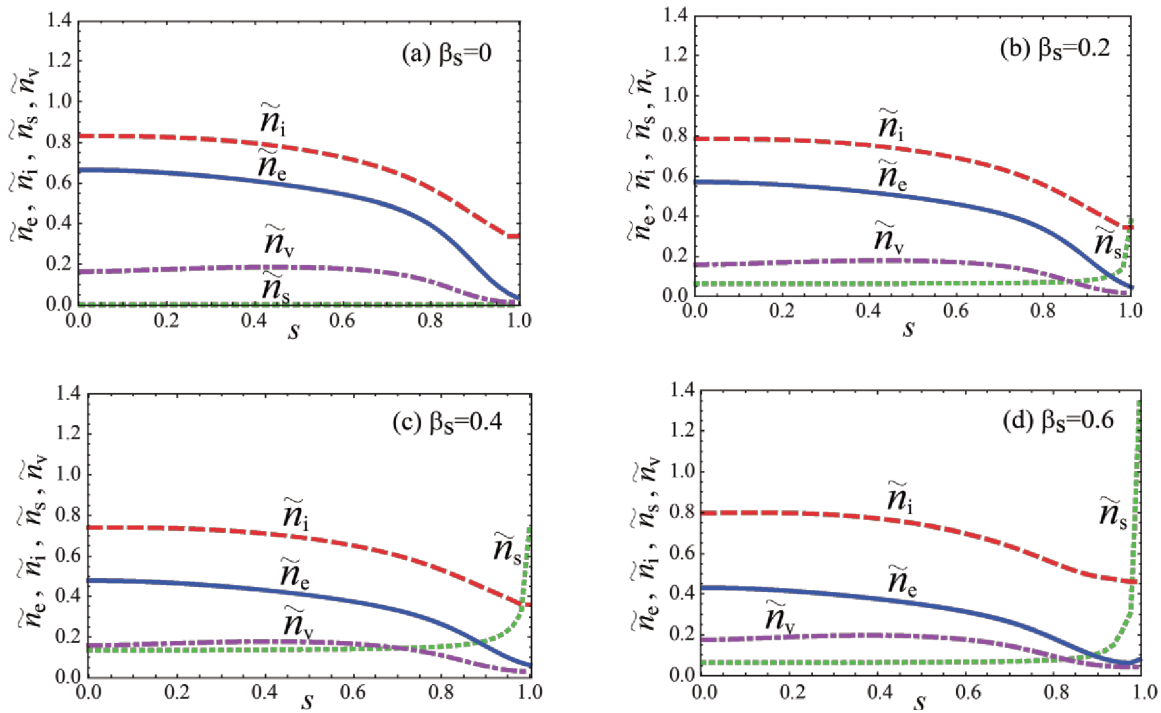 (a) βs=0
ñe , ñi , ñs , ñv
1.4
1.2
1.0
0.8
0.6
0.4
0.2
0.0
ñi
ñe
ñv
ñs
0.0 0.2 0.4 0.6 0.8 1.0
s
(b) βs=0.2
ñe , ñi , ñs , ñv
1.4
1.2
1.0
0.8
0.6
0.4
0.2
0.0
ñi
ñe
ñv
ñs
0.0 0.2 0.4 0.6 0.8 1.0
s
(c) βs=0.4
ñe , ñi , ñs , ñv
1.4
1.2
1.0
0.8
0.6
0.4
0.2
0.0
ñi
ñs
ñe
ñv
0.0 0.2 0.4 0.6 0.8 1.0
s
(d) βs=0.6
ñe , ñi , ñs , ñv
1.4
1.2
1.0
0.8
0.6
0.4
0.2
0.0
ñi
ñs
ñe
ñv
0.0 0.2 0.4 0.6 0.8 1.0
s